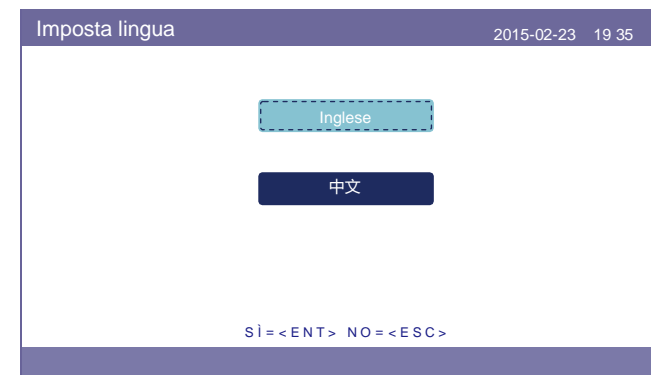 Imposta lingua
2015-02-23 19 35
Inglese
中文
SÌ=<ENT> NO=<ESC>